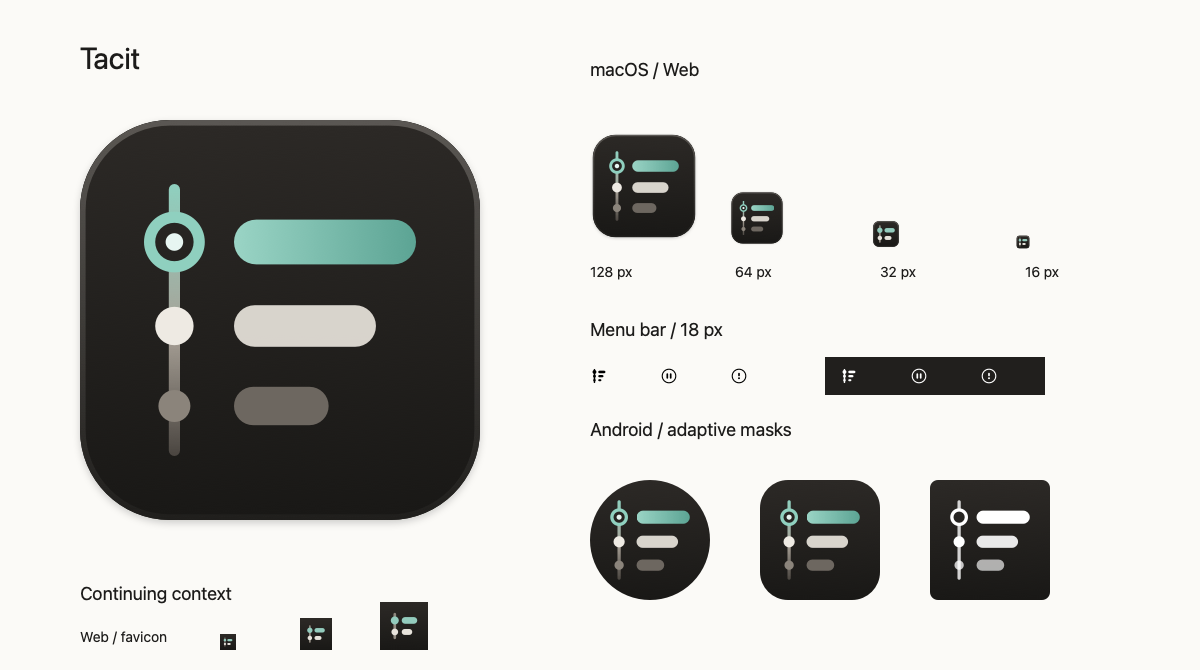 Tacit
macOS / Web
128 px
64 px
32 px
16 px
Menu bar / 18 px
Android / adaptive masks
Continuing context
Web / favicon